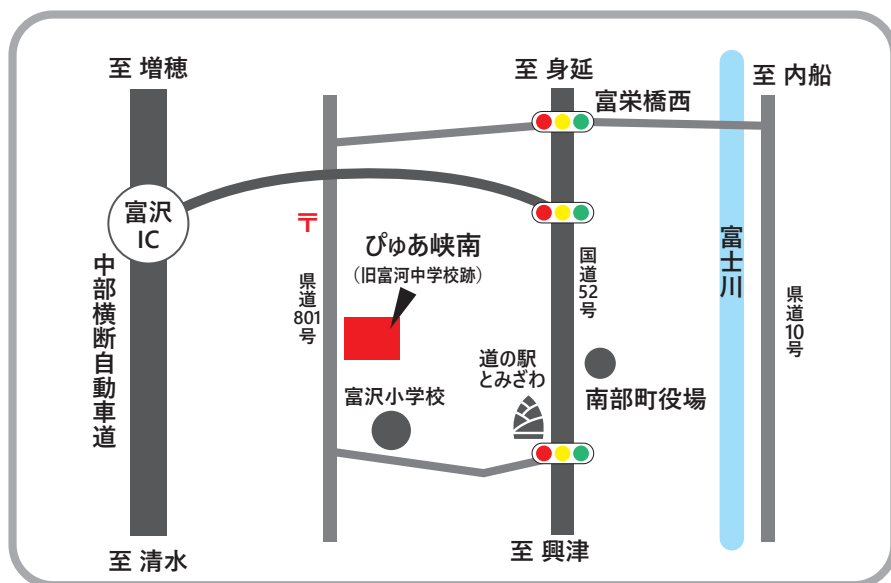 至 増穂
至 身延
至 内船
富栄橋西
富沢
IC
〒
ぴゅあ峡南
（旧富河中学校跡）
中部横断自動車道
県道
801
号
国道
52
号
富士川
県道
10
号
道の駅
とみざわ
富沢小学校
南部町役場
至 清水
至 興津